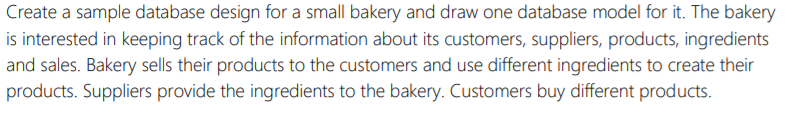 Create a sample database design for a small bakery and draw one database model for it. The bakery
is interested in keeping track of the information about its customers, suppliers, products, ingredients
and sales. Bakery sells their products to the customers and use different ingredients to create their
products. Suppliers provide the ingredients to the bakery. Customers buy different products.